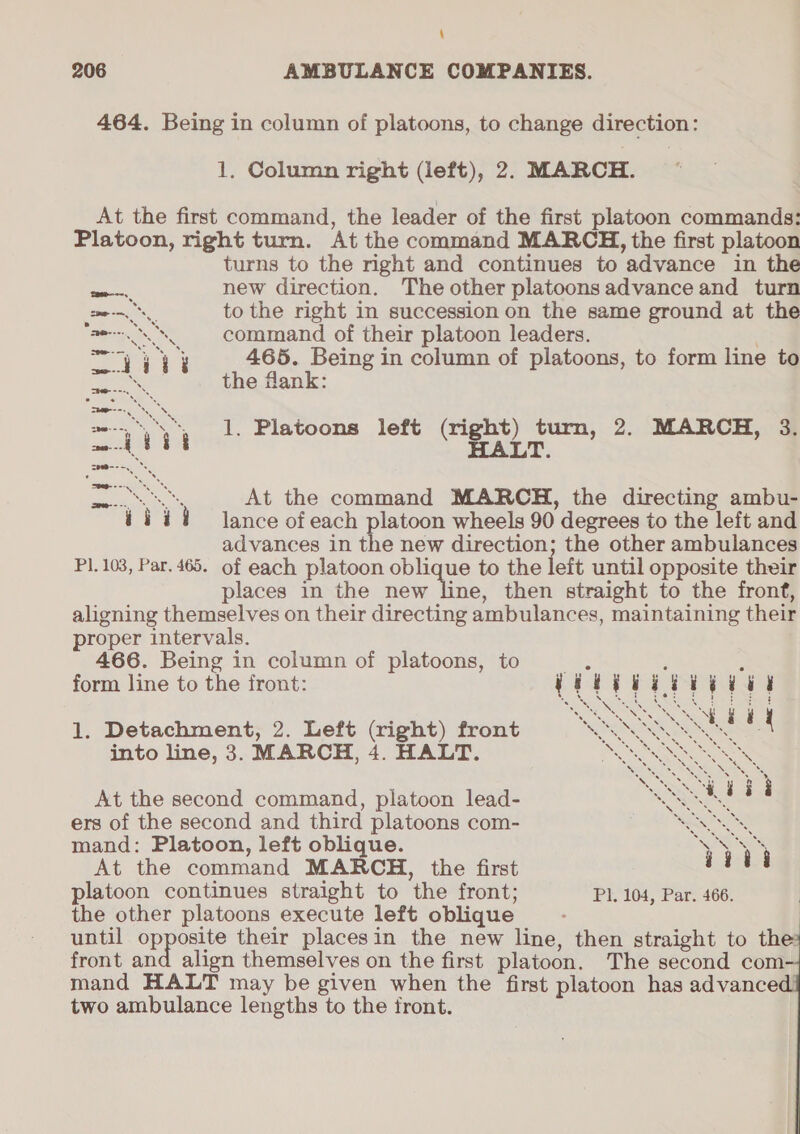 206 AMBULANCE COMPANIES.
464. Being in column of platoons, to change direction:
1. Column right (left), 2. MARCH.
At the first command, the leader of the first platoon commands:
Platoon, right turn. At the command MARCH, the first platoon
turns to the right and continues to advance in the
new direction. The other platoons advance and turn
to the right in succession on the same ground at the
command of their platoon leaders.
465. Being in column of platoons, to form line to
the flank:
1. Platoons left (right) turn, 2. MARCH, 3.
HALT.
At the command MARCH, the directing ambu-
lance of each platoon wheels 90 degrees to the left and
advances in the new direction; the other ambulances
Pl. 103, Par. 465. of each platoon oblique to the left until opposite their
places in the new line, then straight to the front,
aligning themselves on their directing ambulances, maintaining their
proper intervals.
466. Being in column of platoons, to
form line to the front:
1. Detachment, 2. Left (right) front
into line, 3. MARCH, 4. HALT.
At the second command, platoon lead-
ers of the second and third platoons com-
mand: Platoon, left oblique.
At the command MARCH, the first
platoon continues straight to the front;
Pl. 104, Par. 466.
the other platoons execute left oblique
until opposite their places in the new line, then straight to the
front and align themselves on the first platoon. The second com-
mand HALT may be given when the first platoon has advanced
two ambulance lengths to the front.